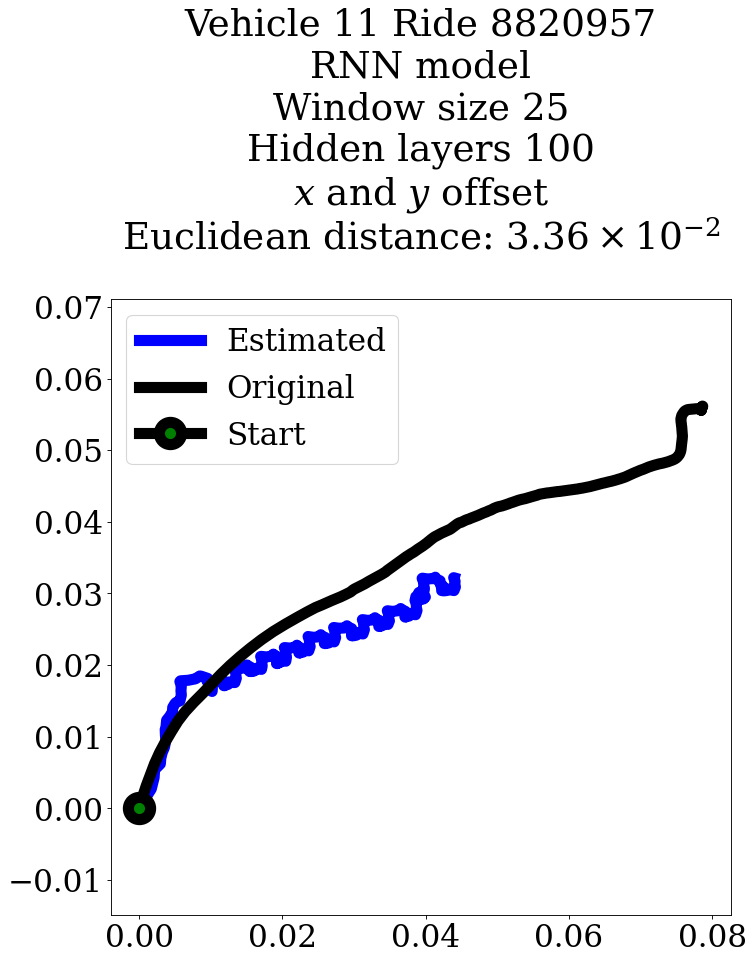 Vehicle 11 Ride 8820957
RNN model
Window size 25
Hidden layers 100
x and y offset
Euclidean distance: 3.36 × 10⁻²
0.07
0.06
0.05
0.04
0.03
0.02
0.01
0.00
−0.01
Estimated
Original
Start
0.00 0.02 0.04 0.06 0.08